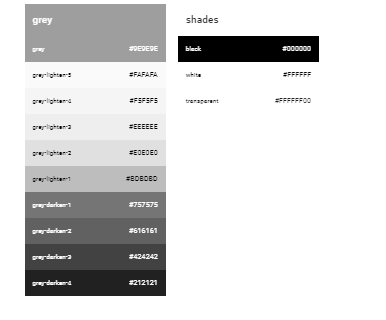 grey
grey #9E9E9E
grey-lighten-5 #FAFAFA
grey-lighten-4 #F5F5F5
grey-lighten-3 #EEEEEE
grey-lighten-2 #E0E0E0
grey-lighten-1 #BDBDBD
grey-darken-1 #757575
grey-darken-2 #616161
grey-darken-3 #424242
grey-darken-4 #212121
shades
black #000000
white #FFFFFF
transparent #FFFFFF00